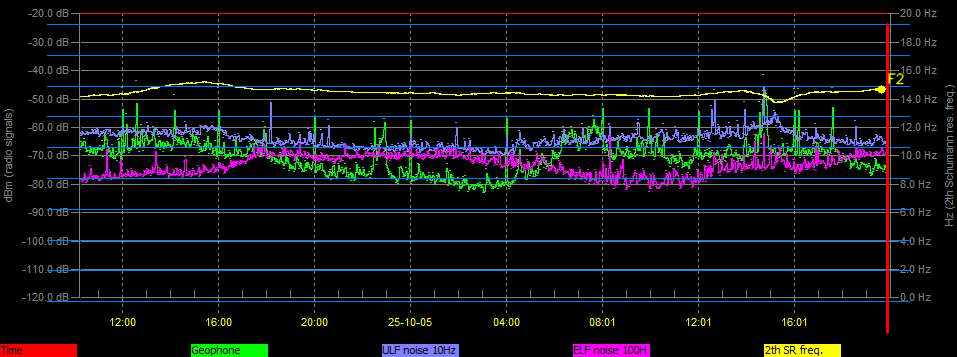 -20.0 dB 20.0 Hz
-30.0 dB 18.0 Hz
-40.0 dB 16.0 Hz
F2
-50.0 dB 14.0 Hz
-60.0 dB 12.0 Hz
-70.0 dB 10.0 Hz
-80.0 dB 8.0 Hz
-90.0 dB 6.0 Hz
-100.0 dB 4.0 Hz
-110.0 dB 2.0 Hz
-120.0 dB 0.0 Hz
dBm (radio signals)
Hz (2th Schumann res. freq.)
12:00 16:00 20:00 25-10-05 04:00 08:01 12:01 16:01
Time Geophone ULF noise 10Hz ELF noise 100H 2th SR freq.